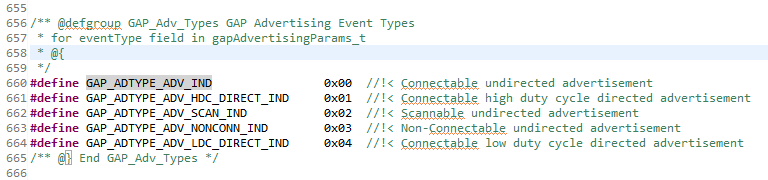 655
656 /** @defgroup GAP_Adv_Types GAP Advertising Event Types
657 * for eventType field in gapAdvertisingParams_t
658 * @{
659 */
660 #define GAP_ADTYPE_ADV_IND 0x00 //!< Connectable undirected advertisement
661 #define GAP_ADTYPE_ADV_HDC_DIRECT_IND 0x01 //!< Connectable high duty cycle directed advertisement
662 #define GAP_ADTYPE_ADV_SCAN_IND 0x02 //!< Scannable undirected advertisement
663 #define GAP_ADTYPE_ADV_NONCONN_IND 0x03 //!< Non-Connectable undirected advertisement
664 #define GAP_ADTYPE_ADV_LDC_DIRECT_IND 0x04 //!< Connectable low duty cycle directed advertisement
665 /** @} End GAP_Adv_Types */
666